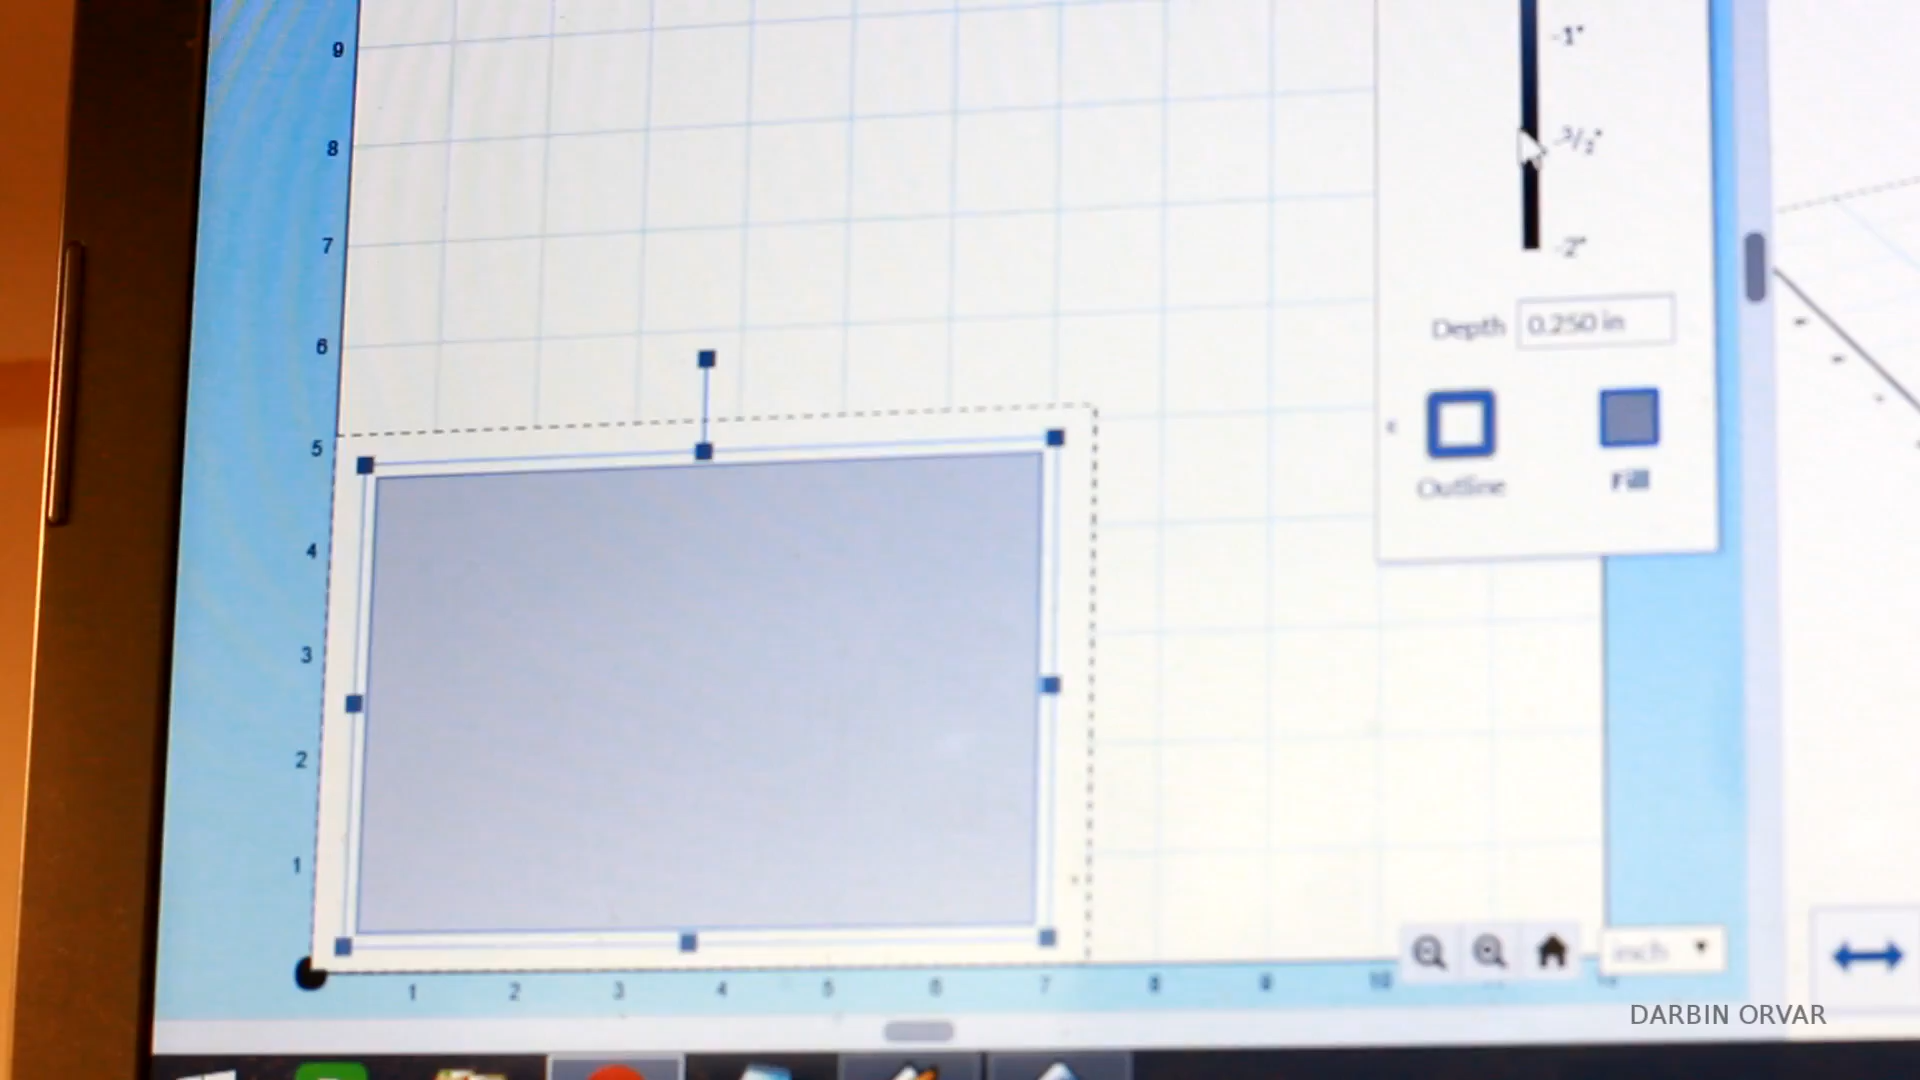 9
8
7
6
5
4
3
2
1
1 2 3 4 5 6 7 8 9 10
-1"
-3/2"
-2"
Depth 0.250 in
Outline Fill
inch
DARBIN ORVAR